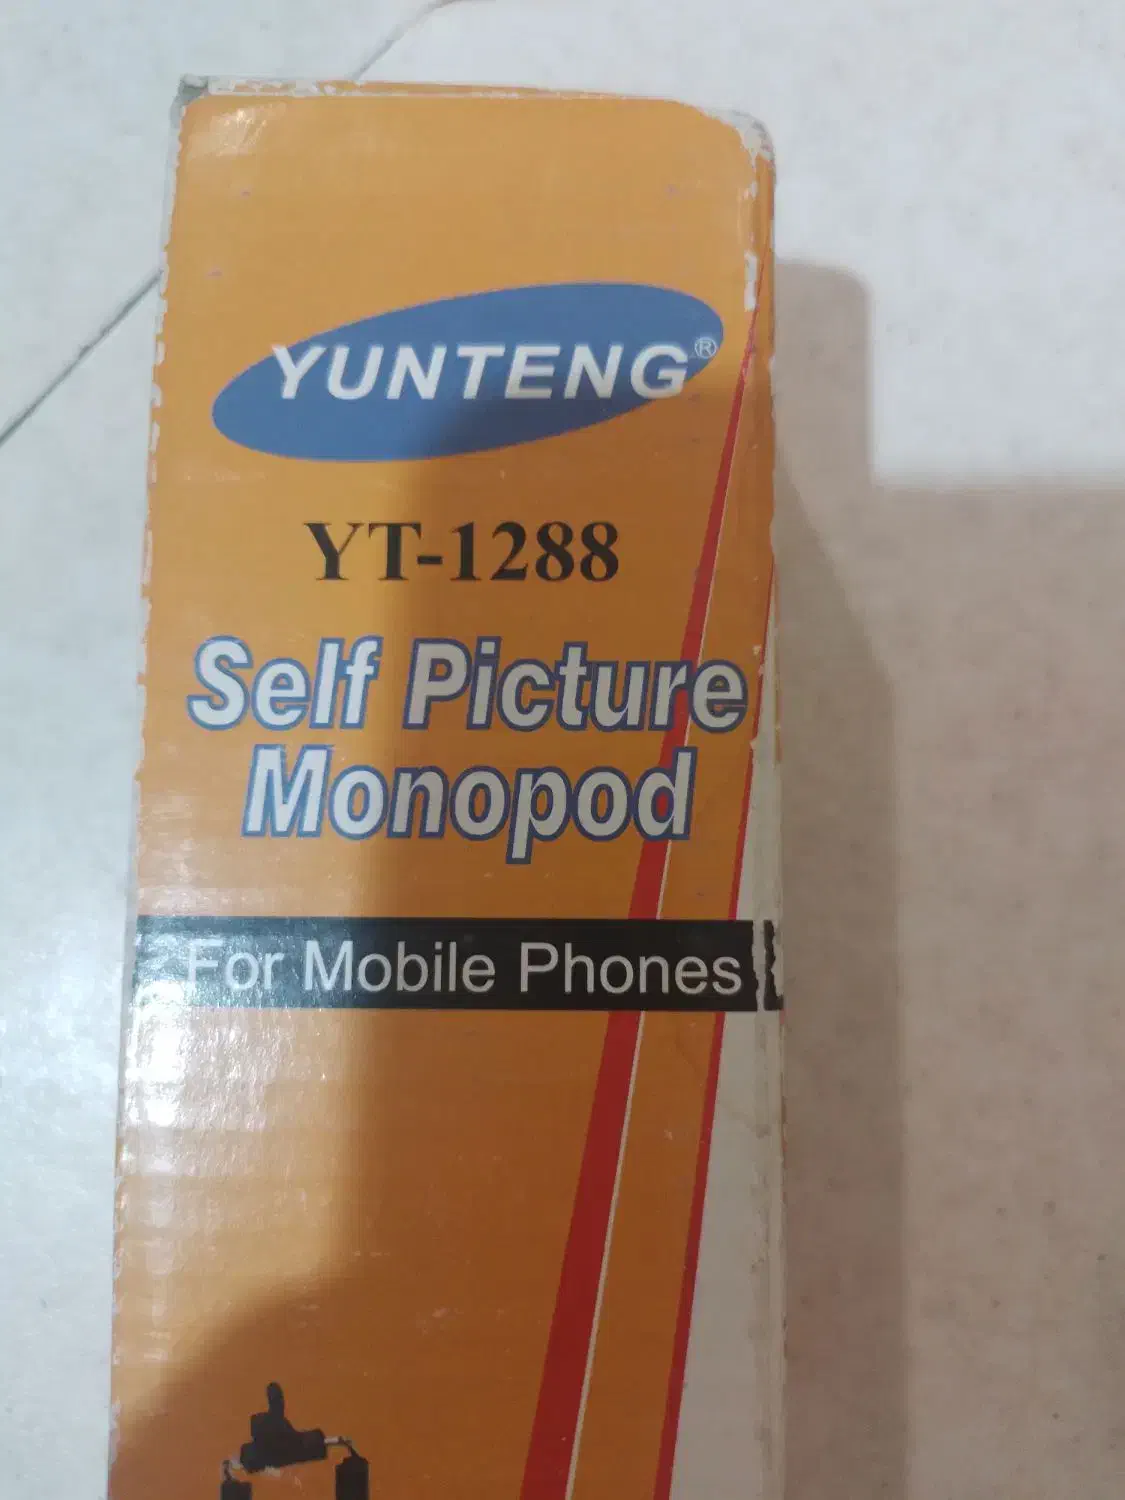 YUNTENG®
YT-1288
Self Picture
Monopod
For Mobile Phones